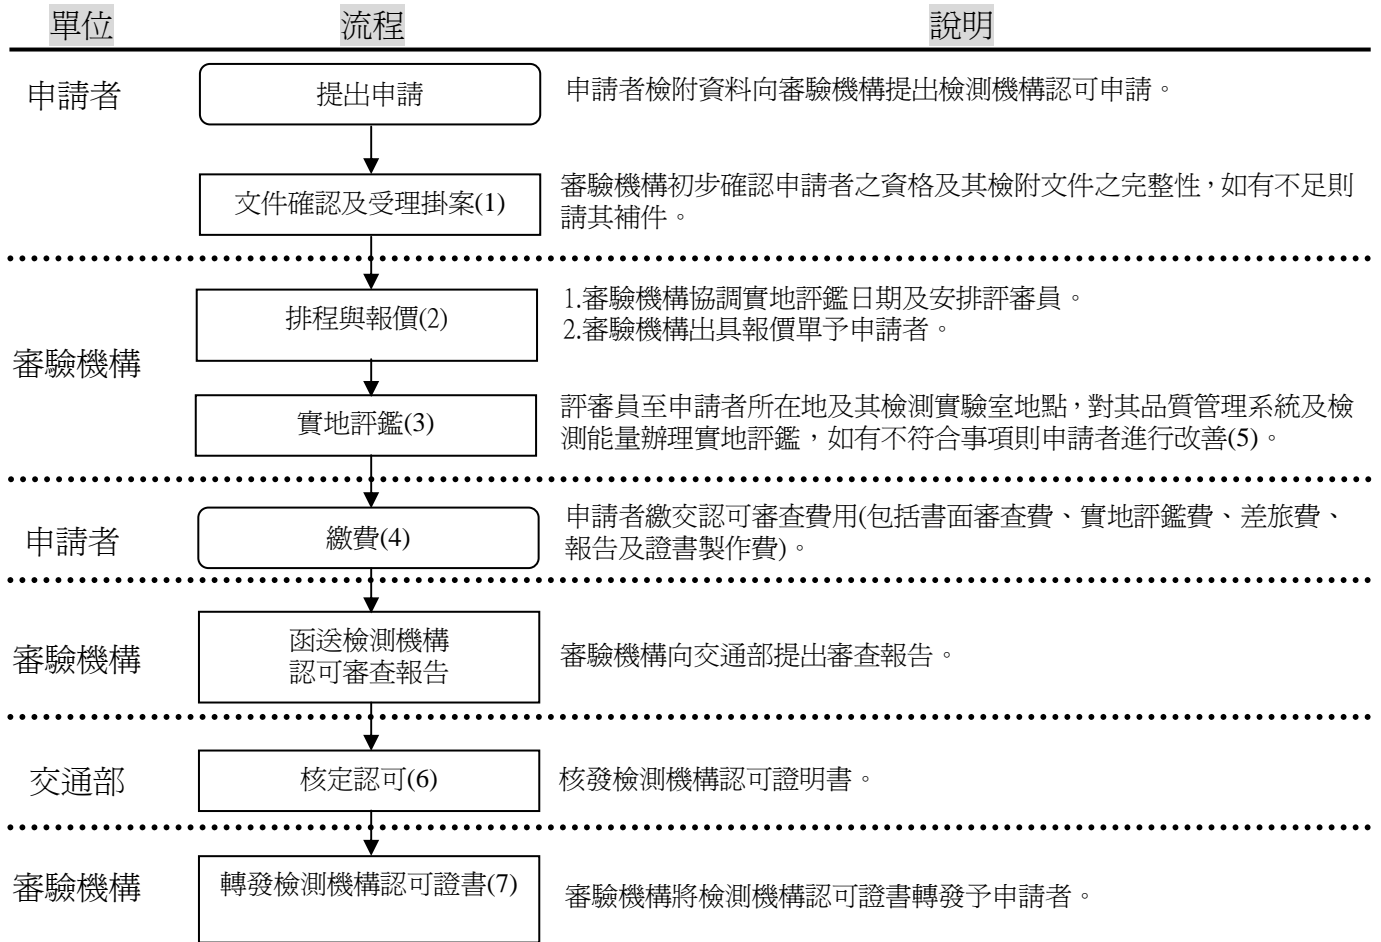 單位 流程 說明
申請者 提出申請 申請者檢附資料向審驗機構提出檢測機構認可申請。
文件確認及受理掛案(1) 審驗機構初步確認申請者之資格及其檢附文件之完整性，如有不足則
請其補件。
審驗機構
排程與報價(2) 1.審驗機構協調實地評鑑日期及安排評審員。
2.審驗機構出具報價單予申請者。
實地評鑑(3) 評審員至申請者所在地及其檢測實驗室地點，對其品質管理系統及檢
測能量辦理實地評鑑，如有不符合事項則申請者進行改善(5)。
申請者 繳費(4) 申請者繳交認可審查費用(包括書面審查費、實地評鑑費、差旅費、
報告及證書製作費)。
審驗機構 函送檢測機構
認可審查報告 審驗機構向交通部提出審查報告。
交通部 核定認可(6) 核發檢測機構認可證明書。
審驗機構 轉發檢測機構認可證書(7) 審驗機構將檢測機構認可證書轉發予申請者。